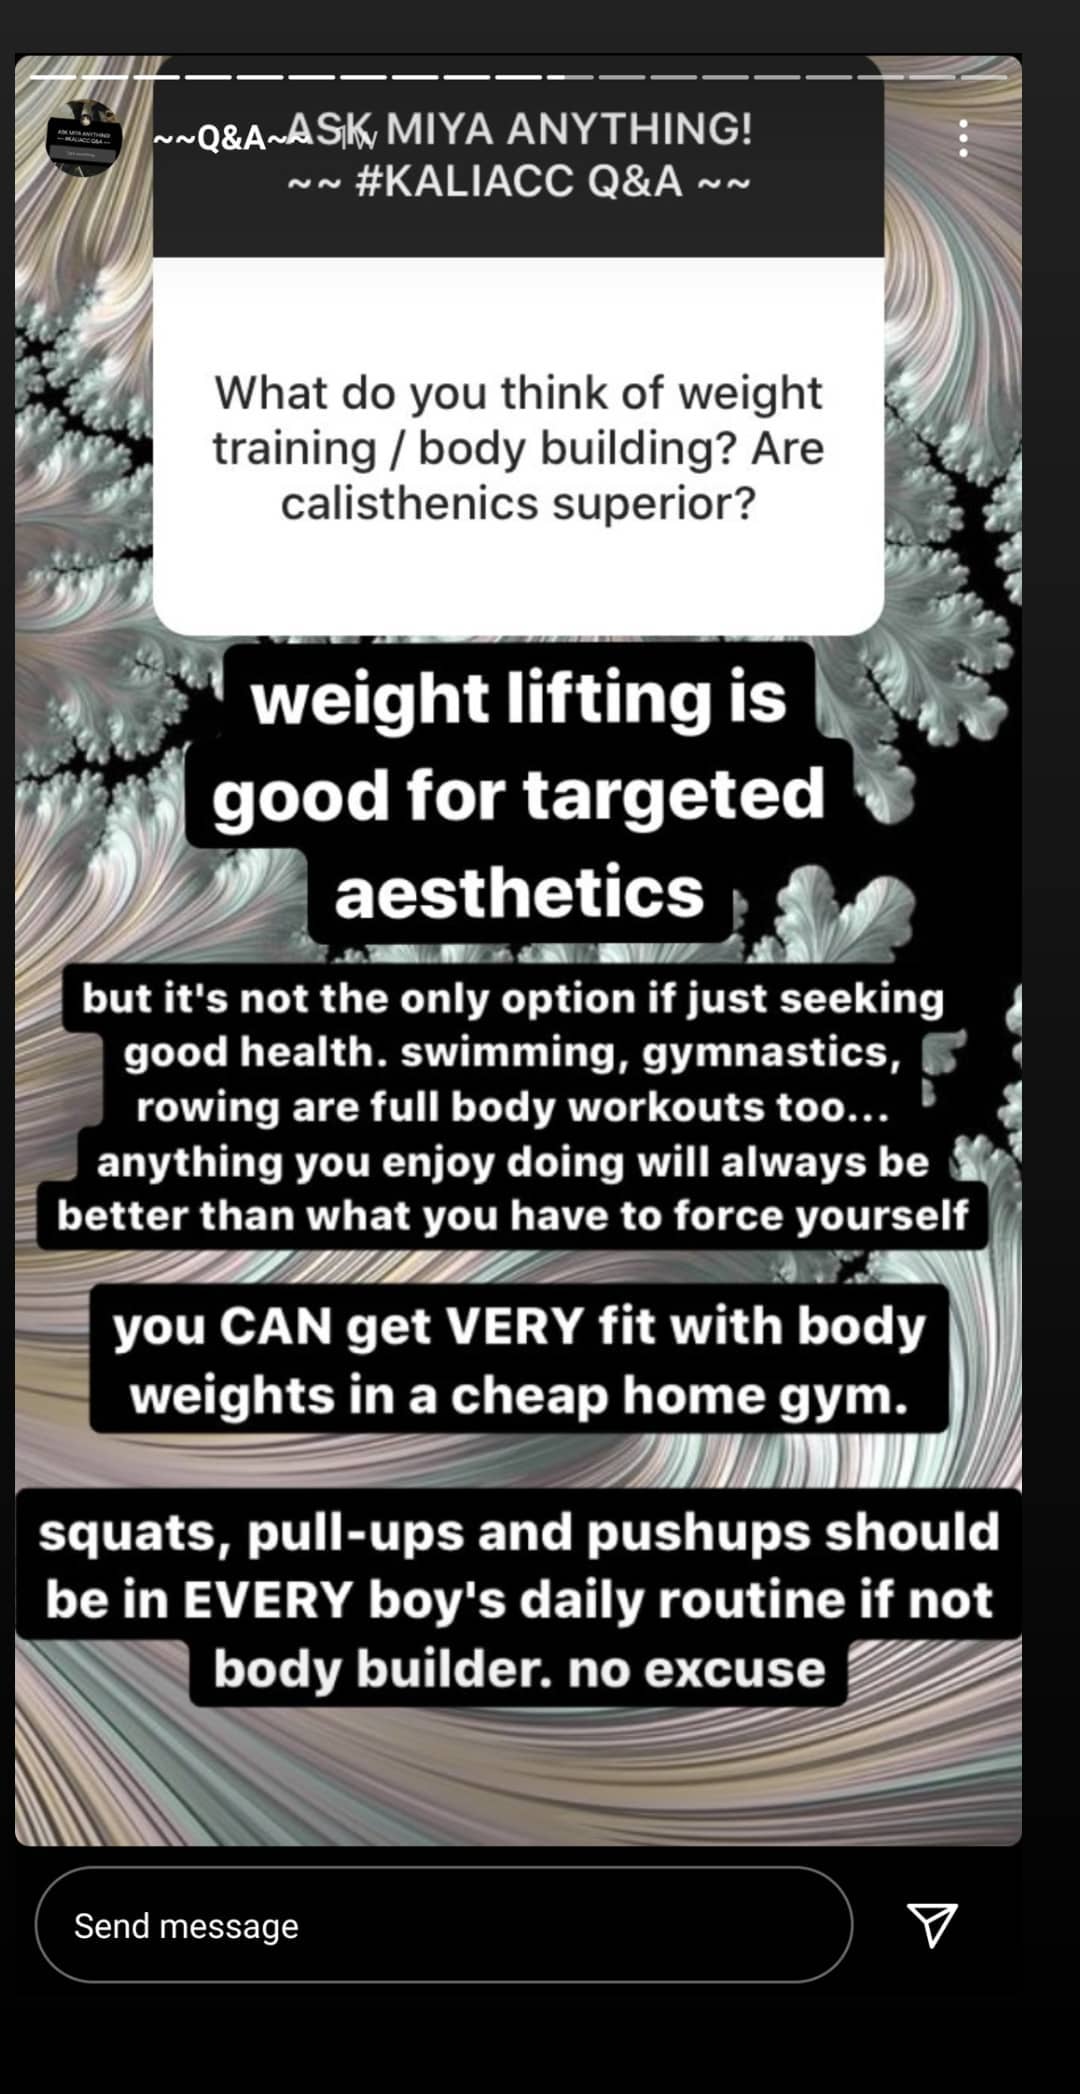 ~~Q&A~~ 1w
ASK MIYA ANYTHING!
~~ #KALIACC Q&A ~~
What do you think of weight
training / body building? Are
calisthenics superior?
weight lifting is
good for targeted
aesthetics
but it's not the only option if just seeking
good health. swimming, gymnastics,
rowing are full body workouts too...
anything you enjoy doing will always be
better than what you have to force yourself
you CAN get VERY fit with body
weights in a cheap home gym.
squats, pull-ups and pushups should
be in EVERY boy's daily routine if not
body builder. no excuse
Send message